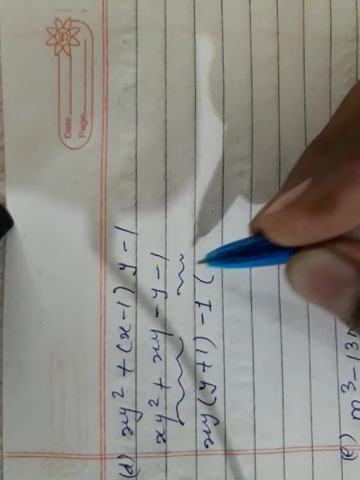 Date
Page
(d) xy² + (x-1) y - 1
xy² + xy - y - 1
xy (y+1) - 1 (
(e) m³ - 13